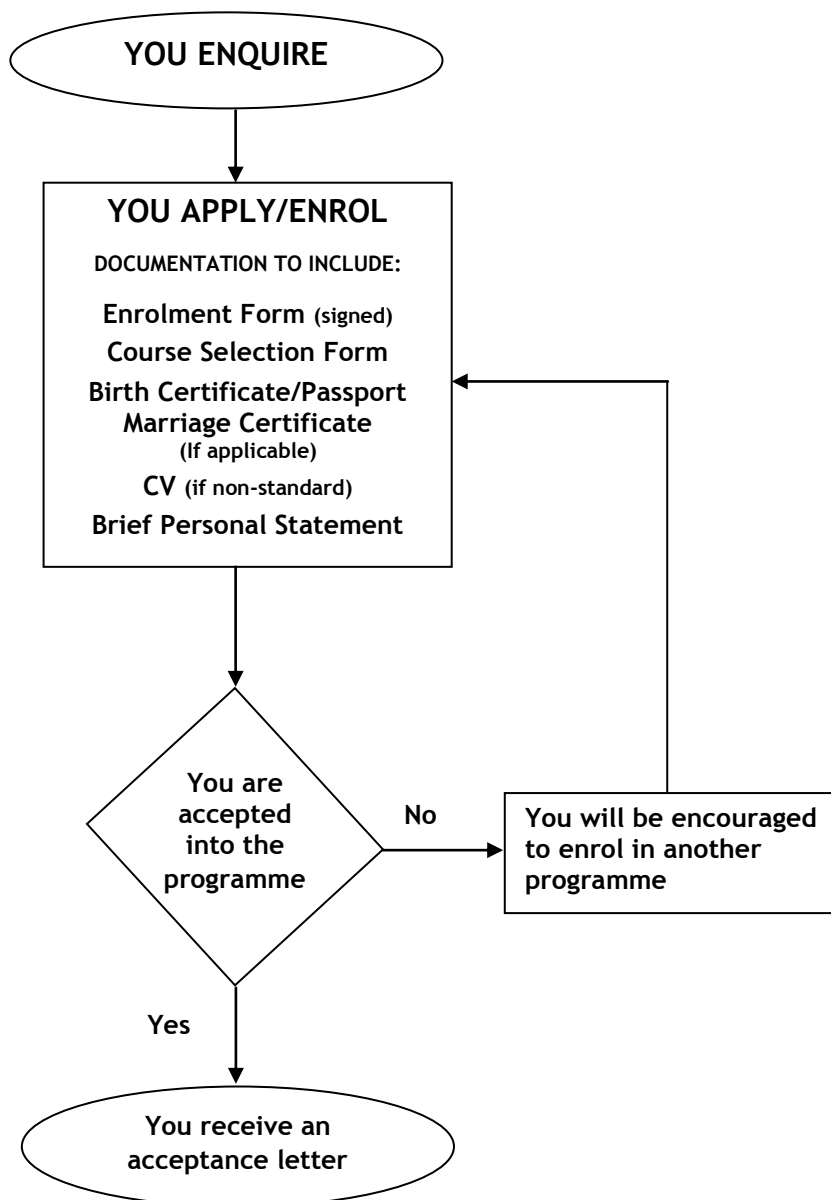 YOU ENQUIRE
YOU APPLY/ENROL
DOCUMENTATION TO INCLUDE:
Enrolment Form (signed)
Course Selection Form
Birth Certificate/Passport
Marriage Certificate
(If applicable)
CV (if non-standard)
Brief Personal Statement
You are
accepted
into the
programme
No
You will be encouraged
to enrol in another
programme
Yes
You receive an
acceptance letter